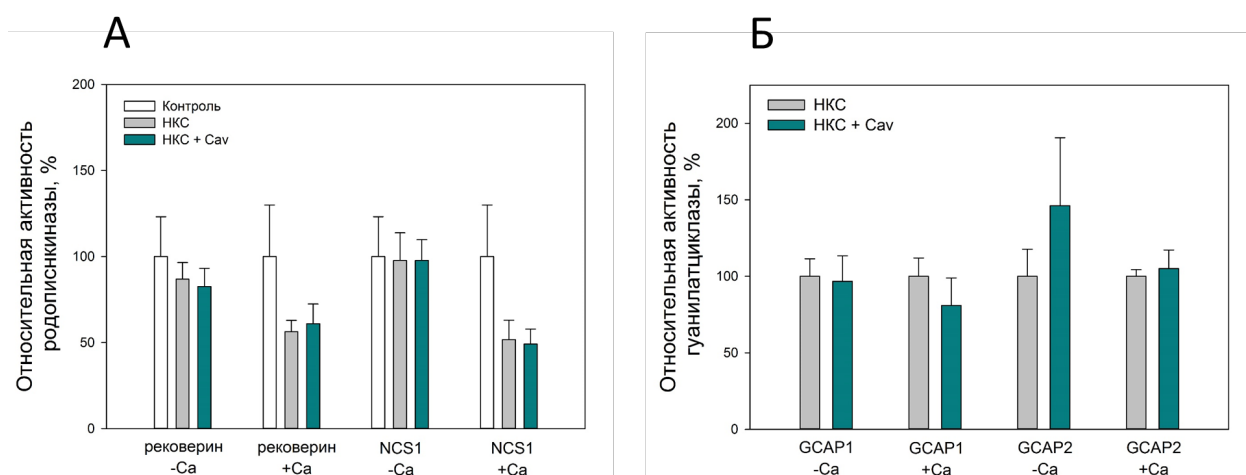 А
Относительная активность
родописнкиназы, %
200
150
100
50
0
Контроль
НКС
НКС + Cav
рековерин
-Ca
рековерин
+Ca
NCS1
-Ca
NCS1
+Ca
Б
Относительная активность
гуанилатциклазы, %
200
150
100
50
0
НКС
НКС + Cav
GCAP1
-Ca
GCAP1
+Ca
GCAP2
-Ca
GCAP2
+Ca